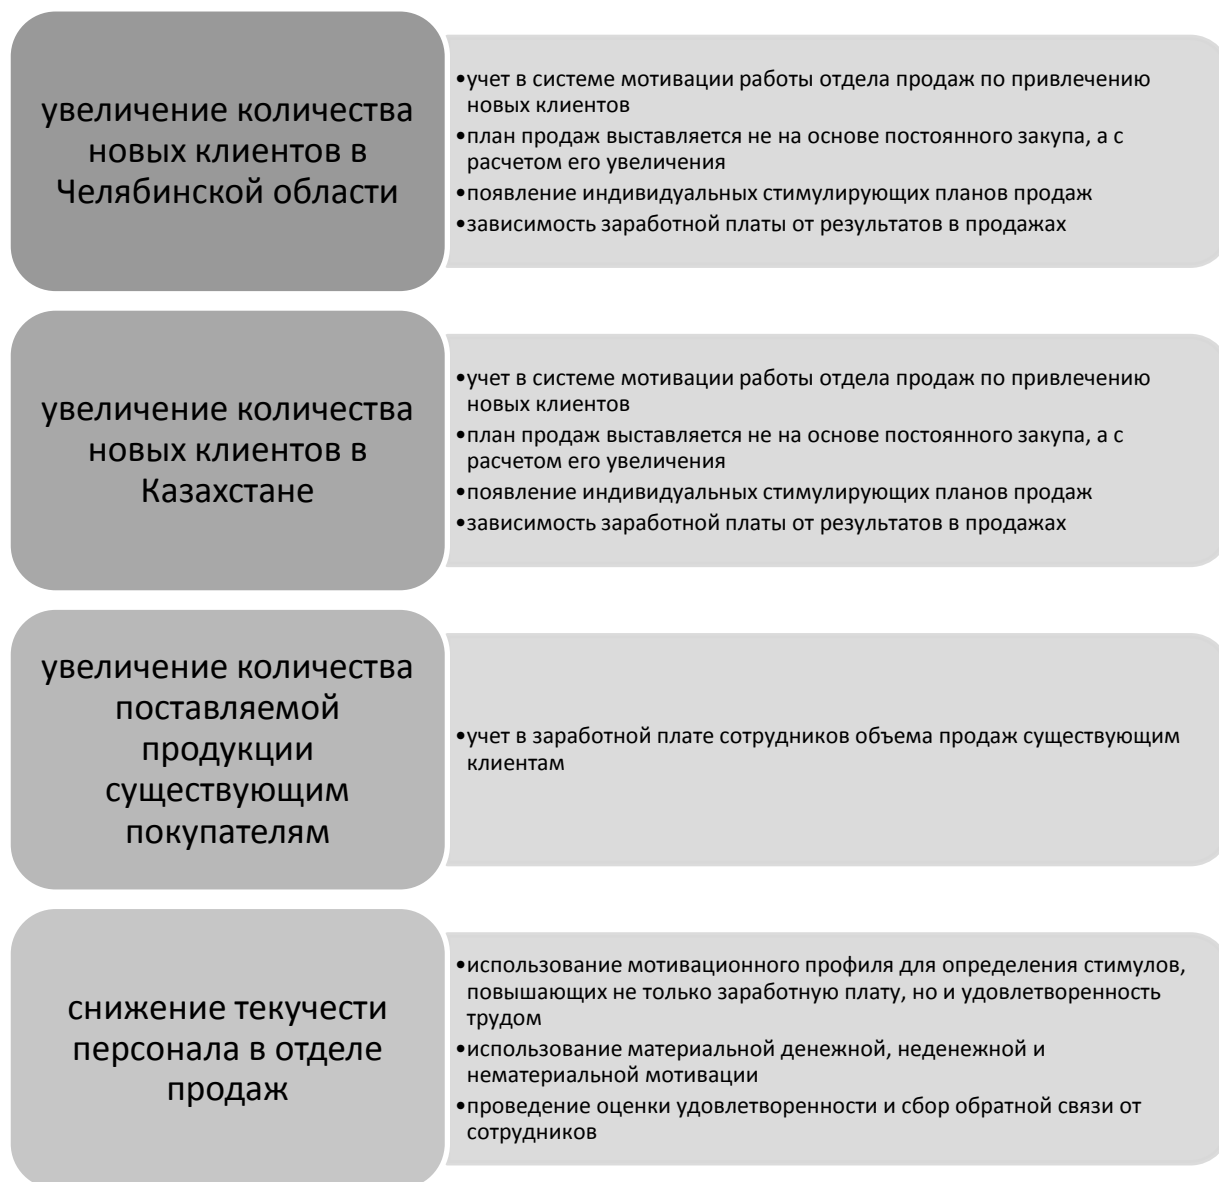 увеличение количества
новых клиентов в
Челябинской области
•учет в системе мотивации работы отдела продаж по привлечению
новых клиентов
•план продаж выставляется не на основе постоянного закупа, а с
расчетом его увеличения
•появление индивидуальных стимулирующих планов продаж
•зависимость заработной платы от результатов в продажах
увеличение количества
новых клиентов в
Казахстане
•учет в системе мотивации работы отдела продаж по привлечению
новых клиентов
•план продаж выставляется не на основе постоянного закупа, а с
расчетом его увеличения
•появление индивидуальных стимулирующих планов продаж
•зависимость заработной платы от результатов в продажах
увеличение количества
поставляемой
продукции
существующим
покупателям
•учет в заработной плате сотрудников объема продаж существующим
клиентам
снижение текучести
персонала в отделе
продаж
•использование мотивационного профиля для определения стимулов,
повышающих не только заработную плату, но и удовлетворенность
трудом
•использование материальной денежной, неденежной и
нематериальной мотивации
•проведение оценки удовлетворенности и сбор обратной связи от
сотрудников